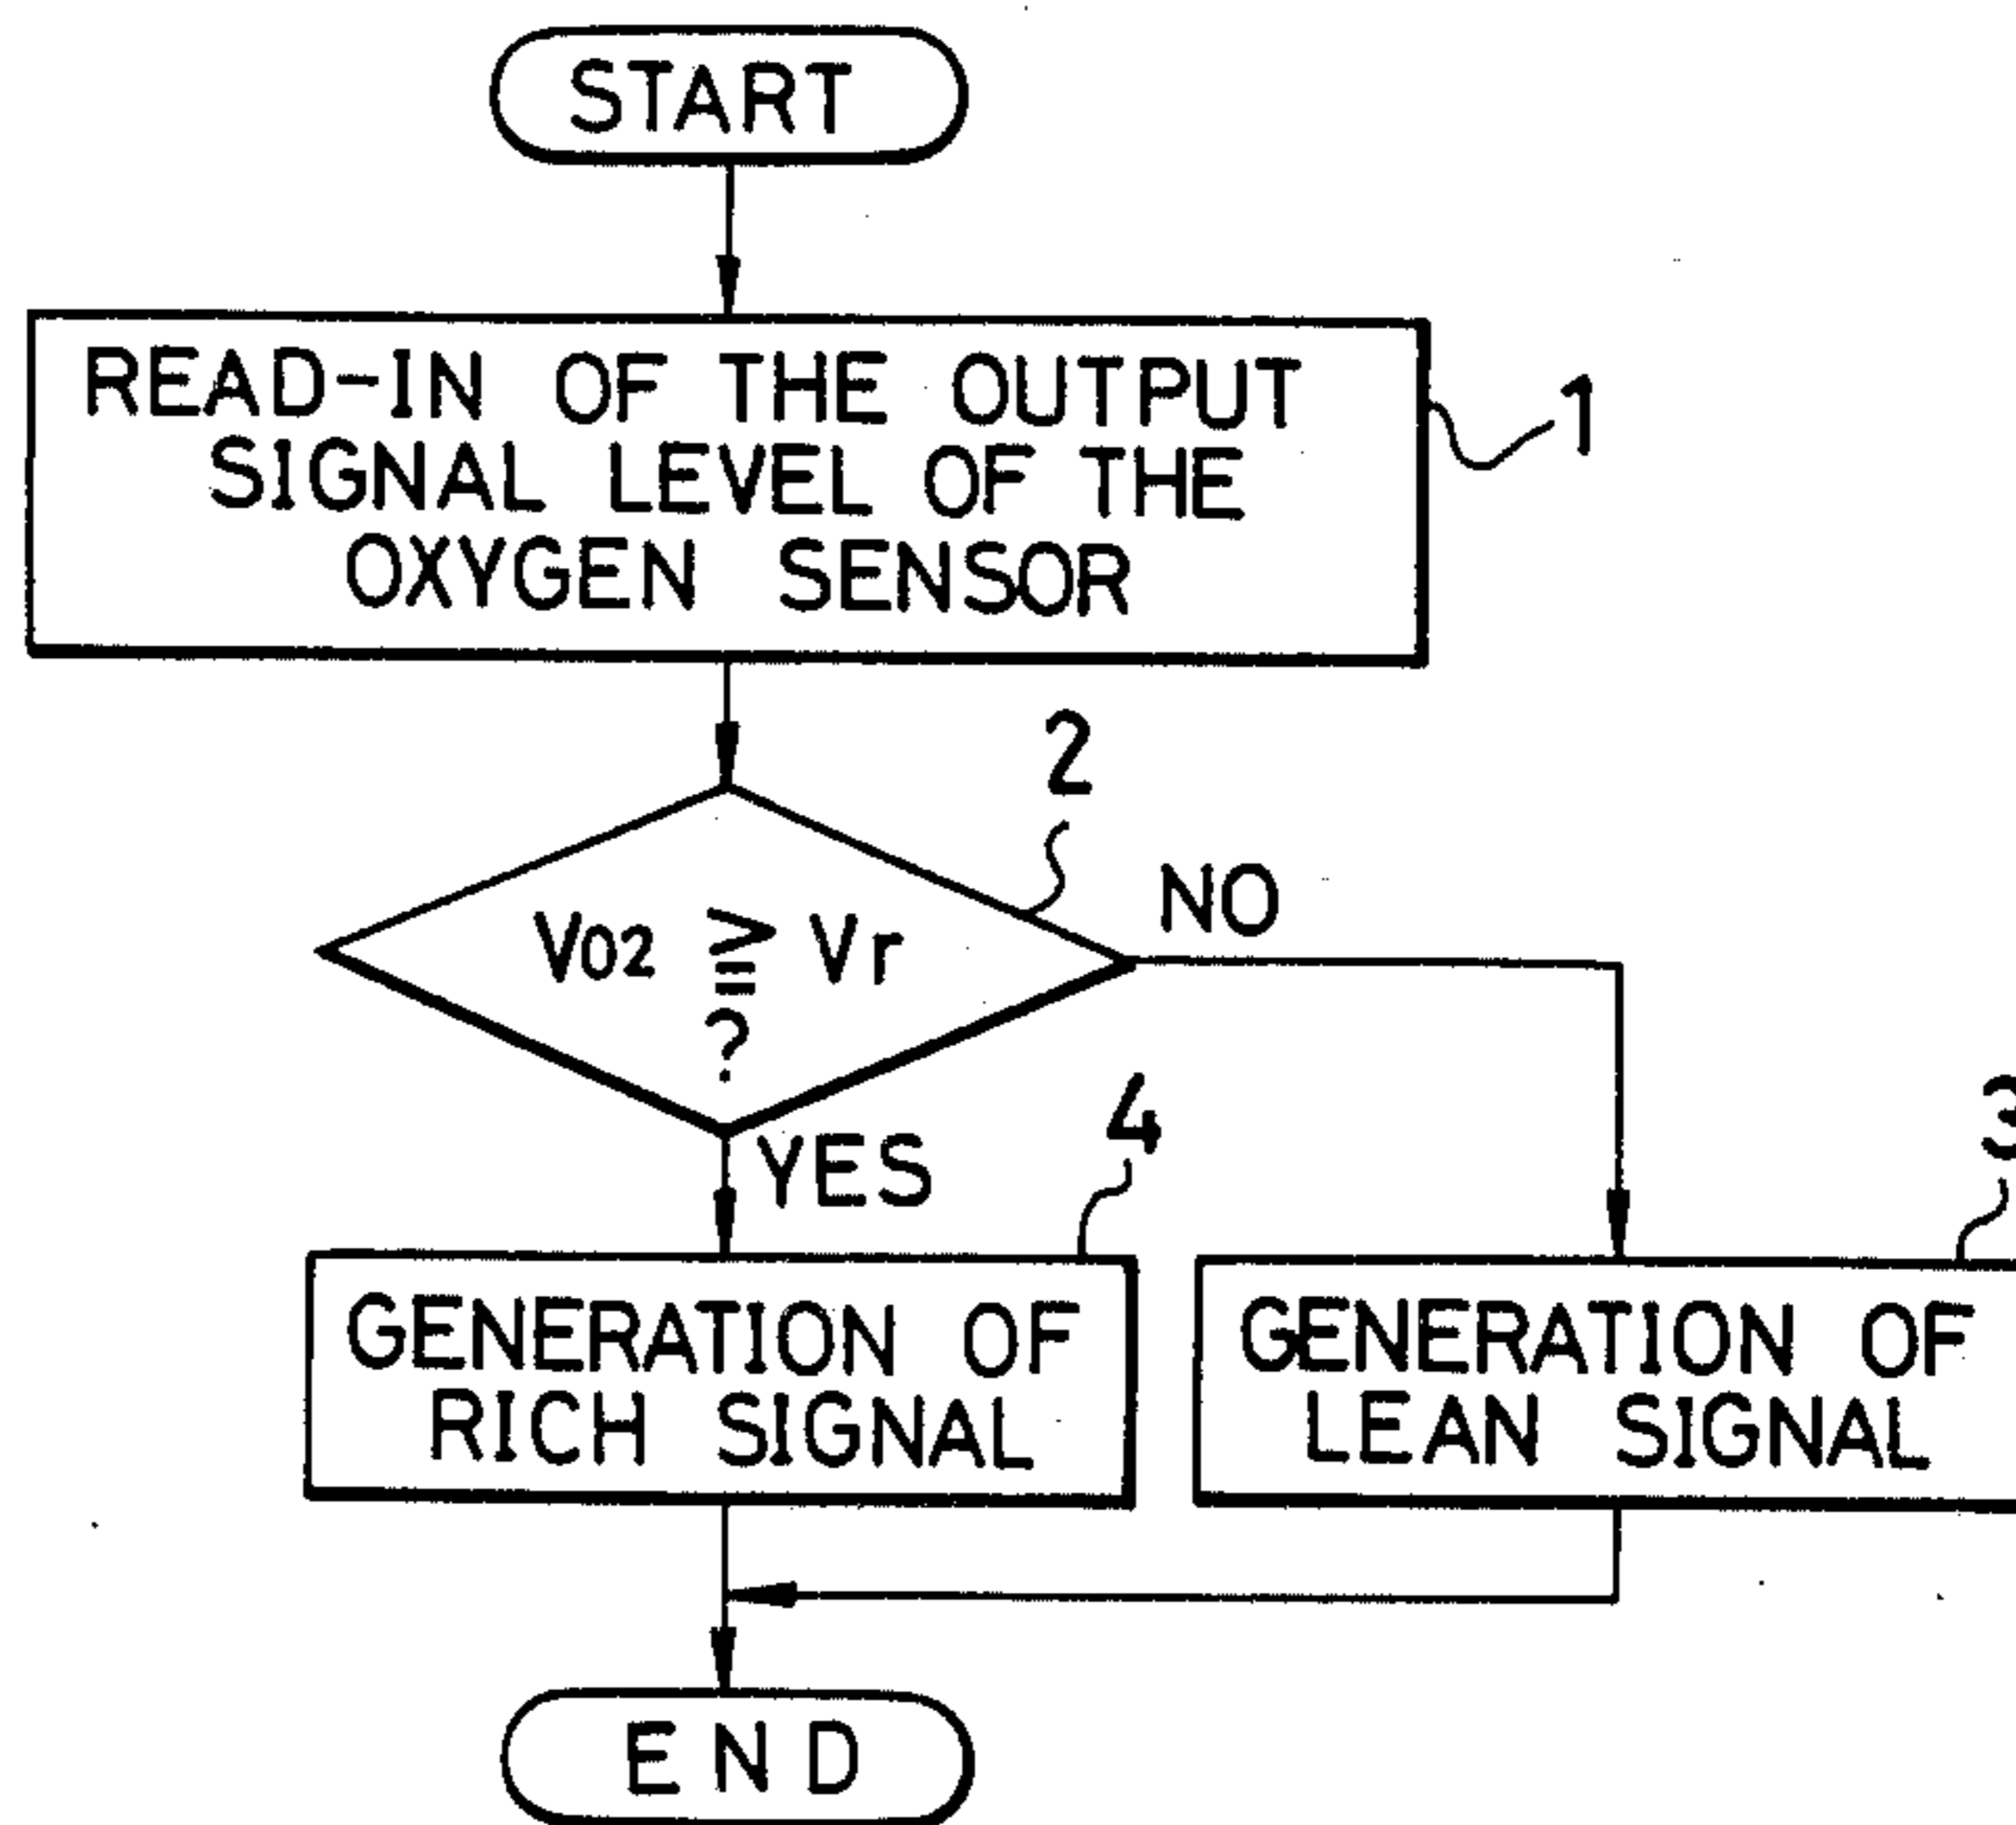 START
READ-IN OF THE OUTPUT
SIGNAL LEVEL OF THE
OXYGEN SENSOR
1
2
VO2 ≧ Vr
?
NO
YES
4
3
GENERATION OF
RICH SIGNAL
GENERATION OF
LEAN SIGNAL
END